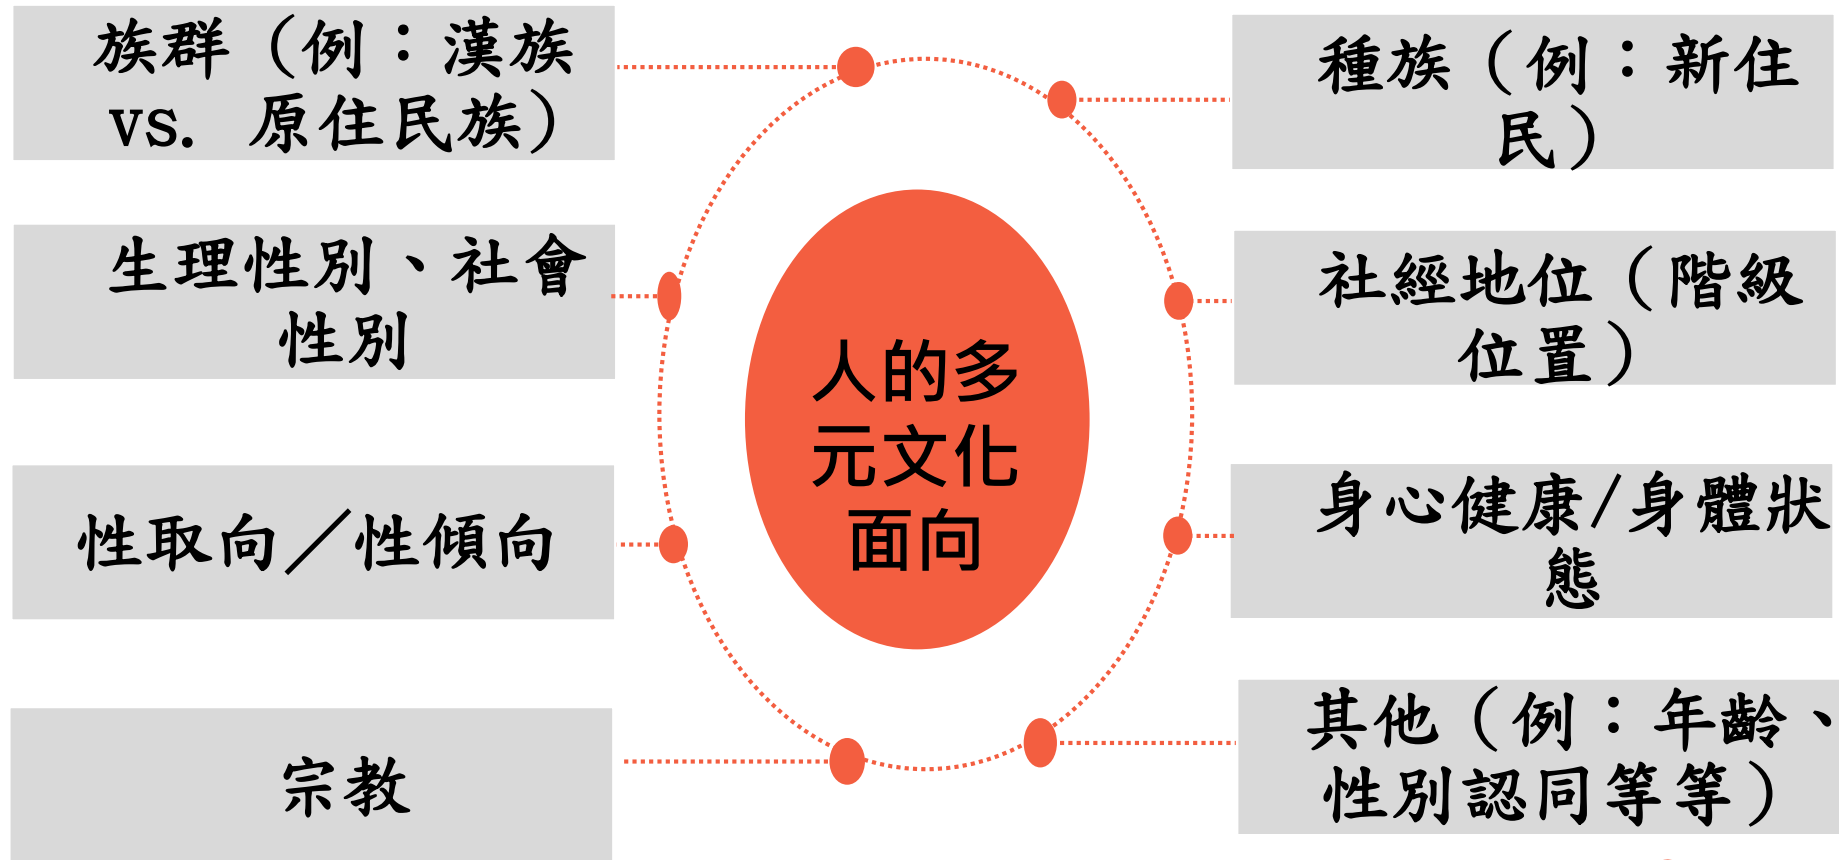 族群（例：漢族
vs. 原住民族）
生理性別、社會
性別
性取向／性傾向
宗教
人的多
元文化
面向
種族（例：新住
民）
社經地位（階級
位置）
身心健康/身體狀
態
其他（例：年齡、
性別認同等等）